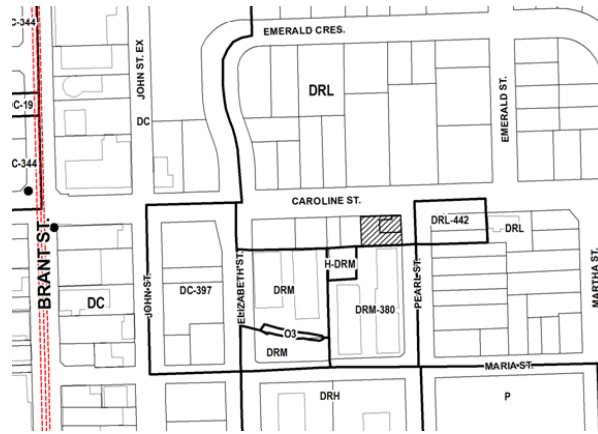 C-344
EMERALD CRES.
JOHN ST. EX
DRL
DC-19
DC
EMERALD ST.
C-344
CAROLINE ST.
BRANT ST.
DRL-442
DRL
ELIZABETH ST.
H-DRM
PEARL ST.
MARTHA ST.
JOHN ST.
DC-397
DRM
DC
DRM-380
O3
DRM
MARIA ST.
DRH
P